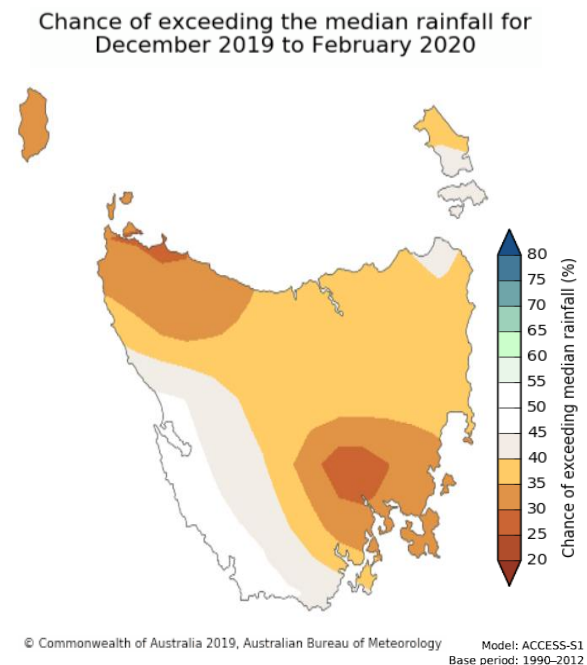 Chance of exceeding the median rainfall for
December 2019 to February 2020
80
75
70
65
60
55
50
45
40
35
30
25
20
Chance of exceeding median rainfall (%)
© Commonwealth of Australia 2019, Australian Bureau of Meteorology
Model: ACCESS-S1
Base period: 1990–2012